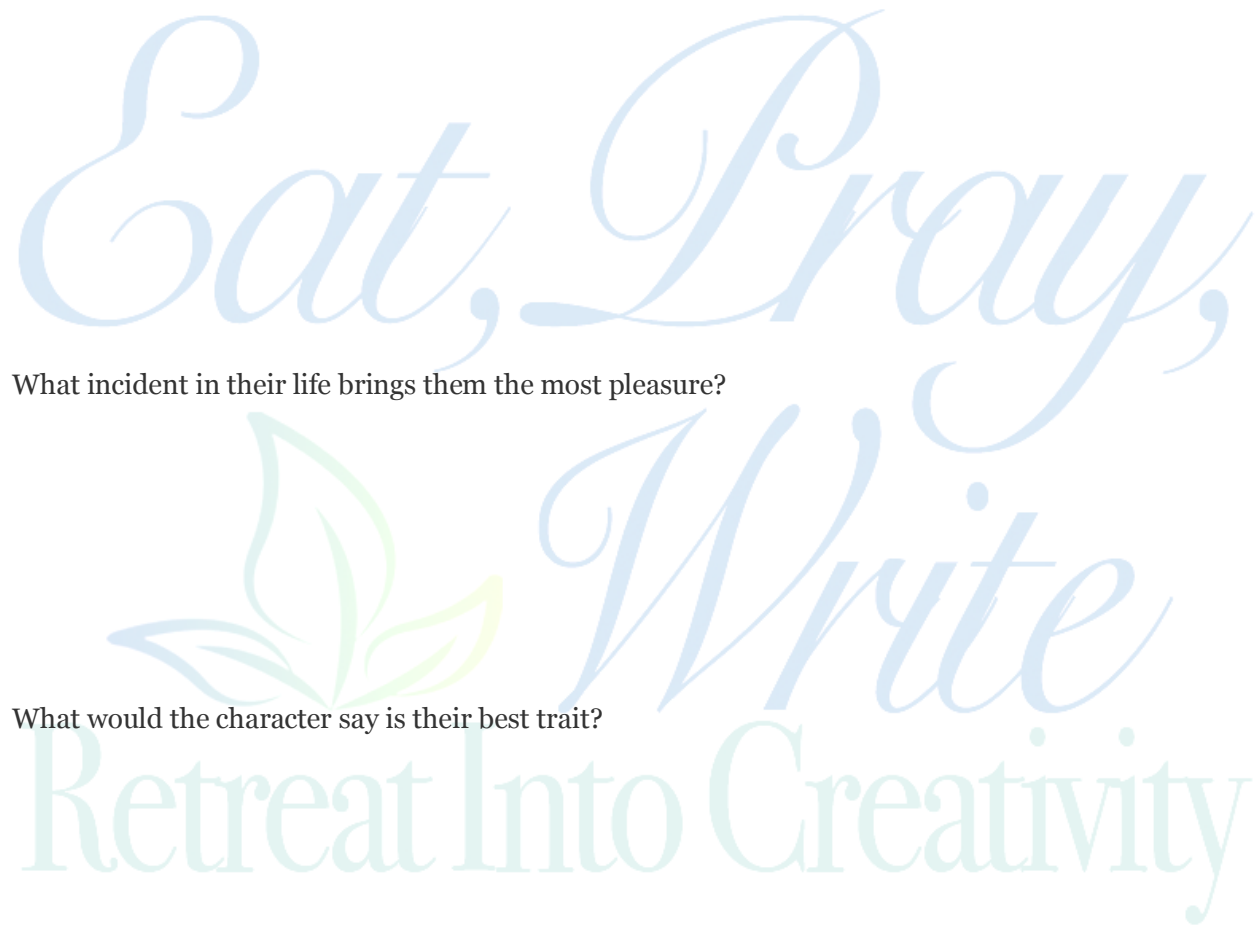 Eat, Pray,
What incident in their life brings them the most pleasure?
Write
What would the character say is their best trait?
Retreat Into Creativity